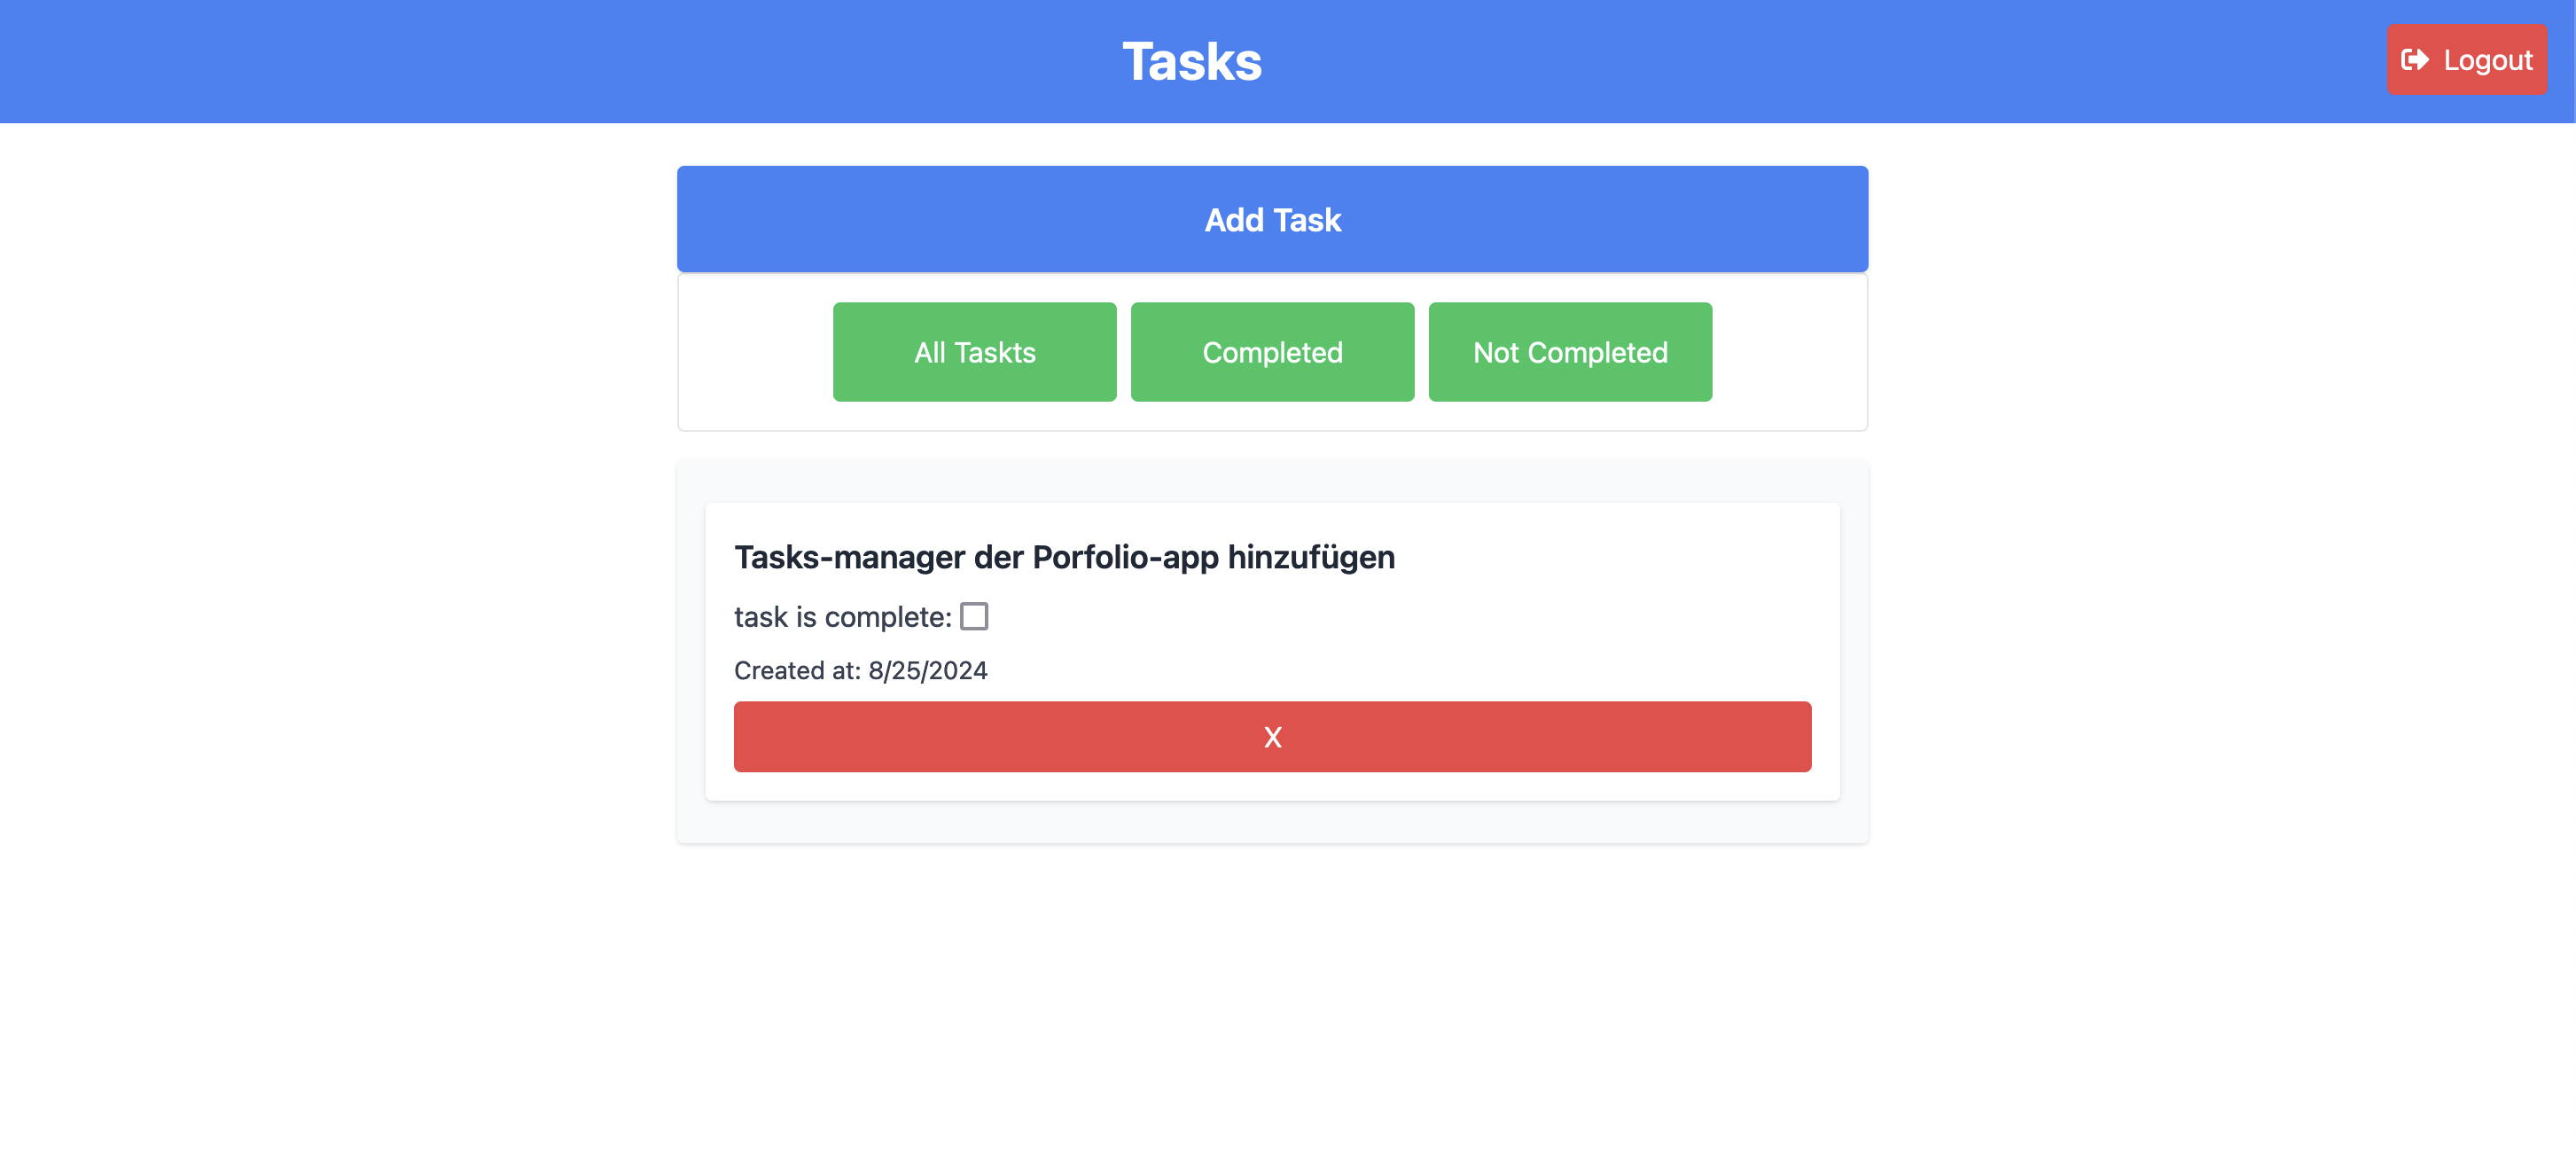 Tasks
Logout
Add Task
All Taskts
Completed
Not Completed
Tasks-manager der Porfolio-app hinzufügen
task is complete:
Created at: 8/25/2024
X